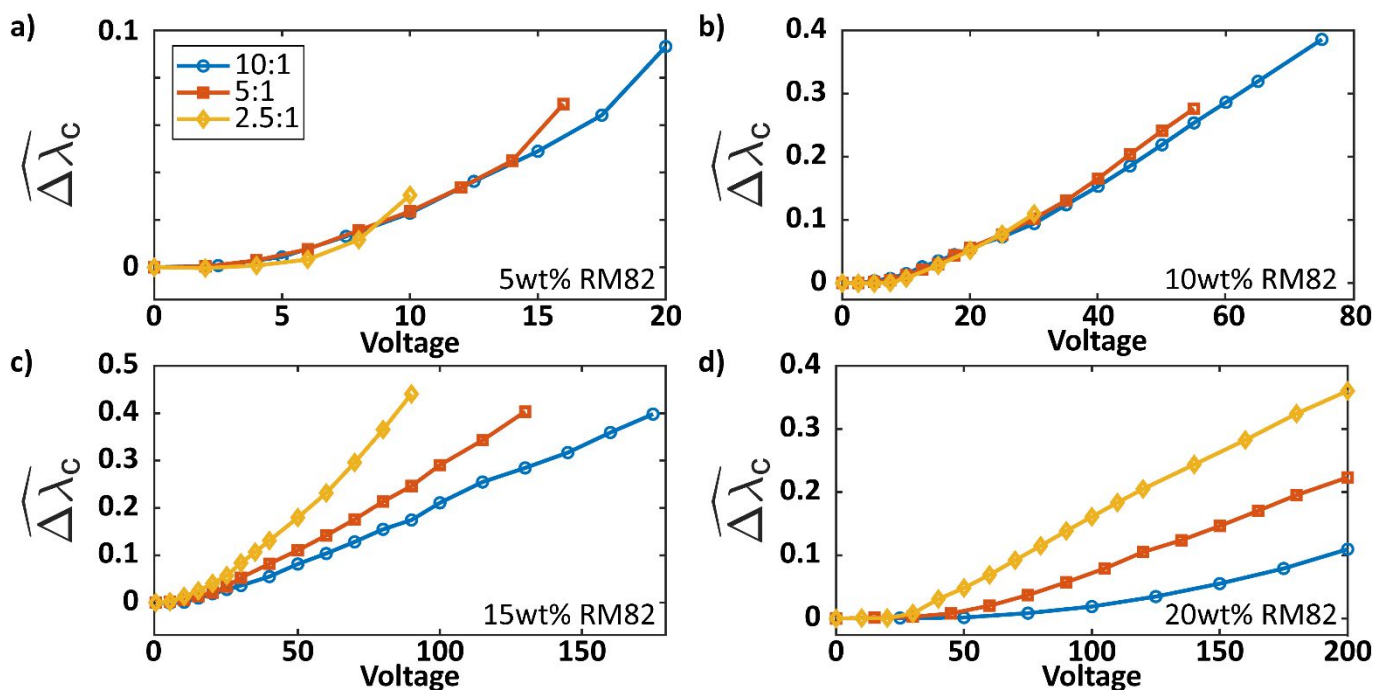 a)
0.1
0
10:1
5:1
2.5:1
5wt% RM82
0 5 10 15 20
Voltage
Δλc
b)
0.4
0.3
0.2
0.1
0
10wt% RM82
0 20 40 60 80
Voltage
Δλc
c)
0.5
0.4
0.3
0.2
0.1
0
15wt% RM82
0 50 100 150
Voltage
Δλc
d)
0.4
0.3
0.2
0.1
0
20wt% RM82
0 50 100 150 200
Voltage
Δλc